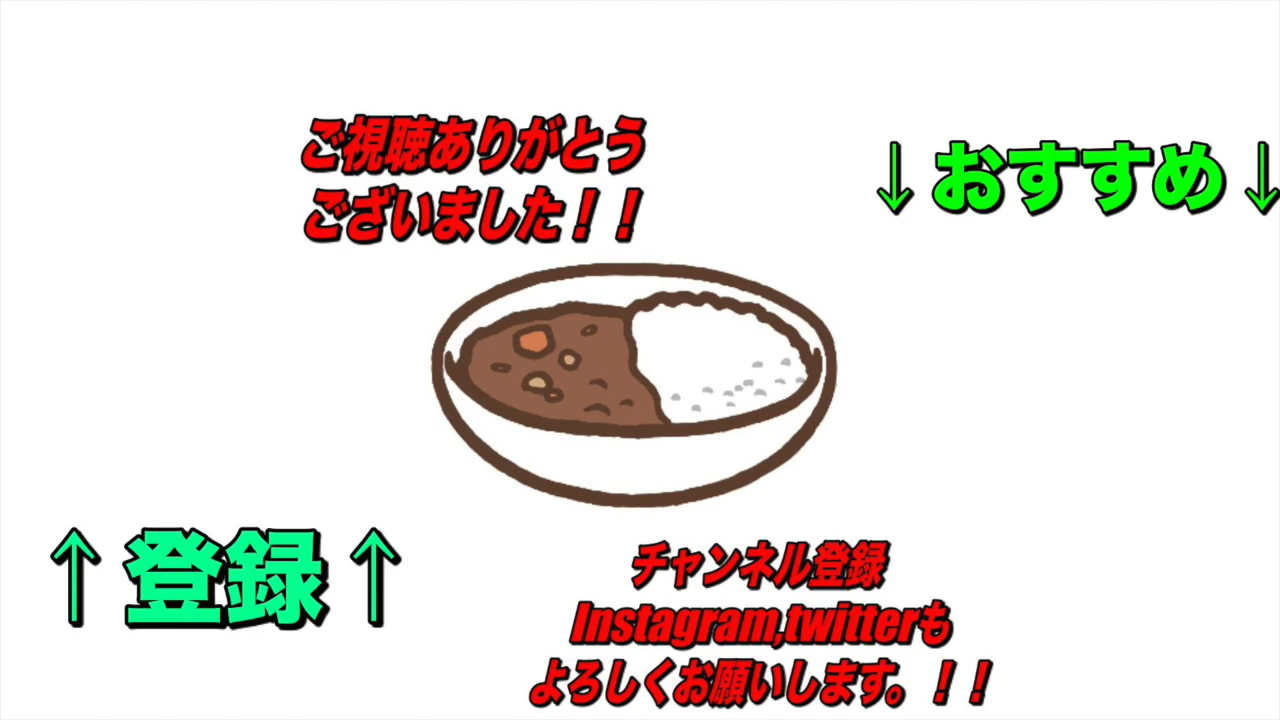 ご視聴ありがとう
ございました！！
↓おすすめ↓
↑登録↑
チャンネル登録
Instagram,twitterも
よろしくお願いします。！！